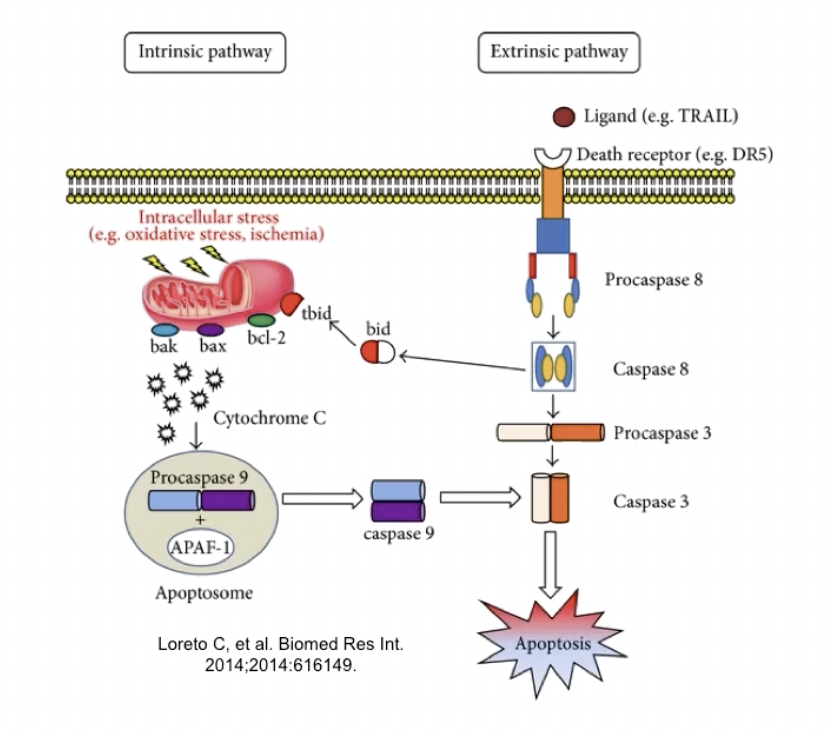 Intrinsic pathway
Extrinsic pathway
Ligand (e.g. TRAIL)
Death receptor (e.g. DR5)
Intracellular stress
(e.g. oxidative stress, ischemia)
Procaspase 8
tbid
bid
bcl-2
bak
bax
Caspase 8
Cytochrome C
Procaspase 3
Procaspase 9
+
APAF-1
caspase 9
Caspase 3
Apoptosome
Loreto C, et al. Biomed Res Int.
2014;2014:616149.
Apoptosis